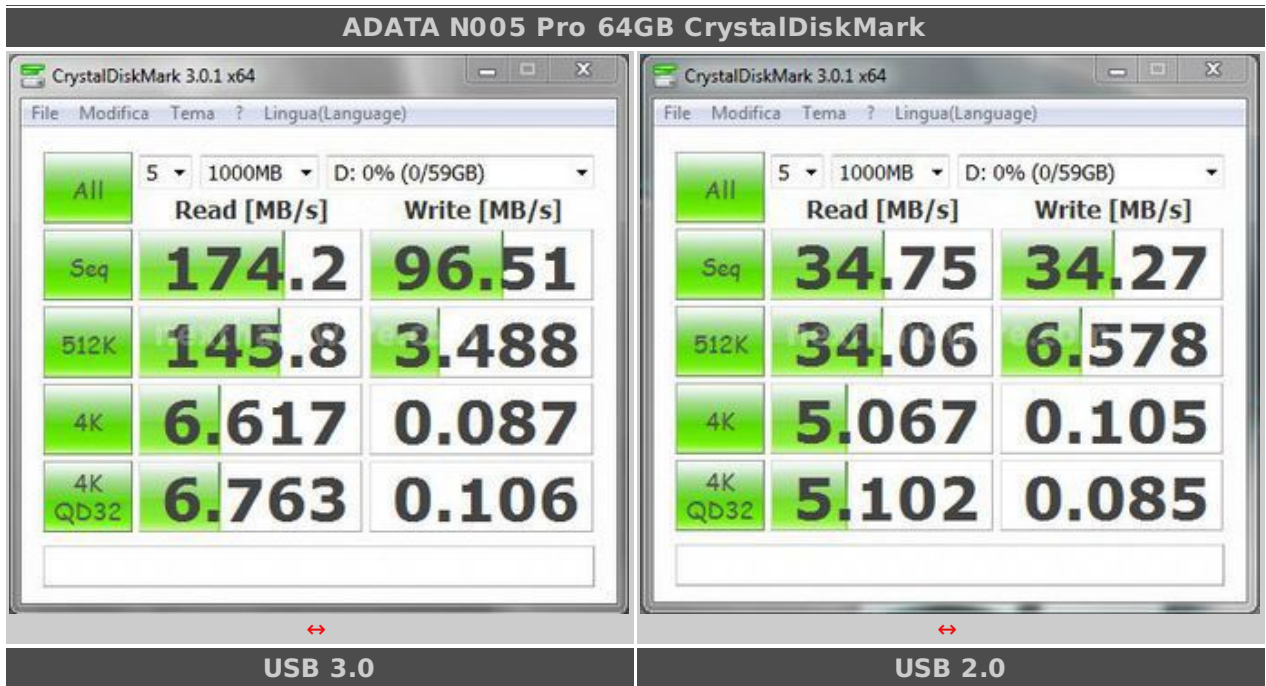 ADATA N005 Pro 64GB CrystalDiskMark
CrystalDiskMark 3.0.1 x64
File Modifica Tema ? Lingua(Language)
All 5 1000MB D: 0% (0/59GB)
Read [MB/s] Write [MB/s]
Seq 174.2 96.51
512K 145.8 3.488
4K 6.617 0.087
4K QD32 6.763 0.106
USB 3.0
CrystalDiskMark 3.0.1 x64
File Modifica Tema ? Lingua(Language)
All 5 1000MB D: 0% (0/59GB)
Read [MB/s] Write [MB/s]
Seq 34.75 34.27
512K 34.06 6.578
4K 5.067 0.105
4K QD32 5.102 0.085
USB 2.0